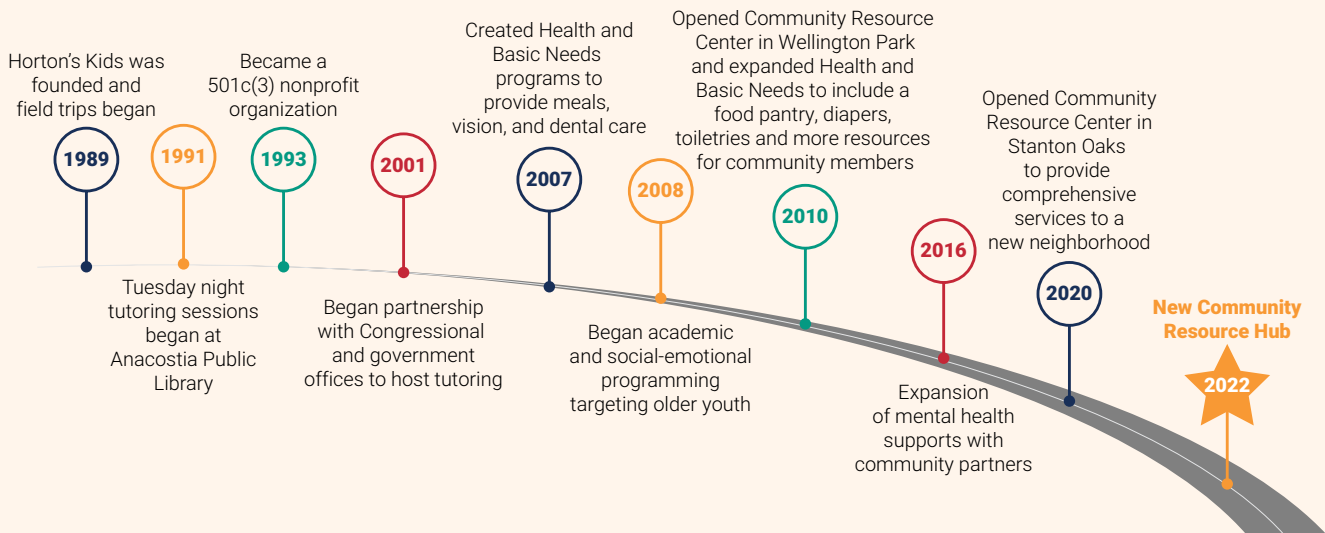 Horton's Kids was
founded and
field trips began
1989
1991
Tuesday night
tutoring sessions
began at
Anacostia Public
Library
Became a
501c(3) nonprofit
organization
1993
2001
Began partnership
with Congressional
and government
offices to host tutoring
Created Health and
Basic Needs
programs to
provide meals,
vision, and dental care
2007
2008
Began academic
and social-emotional
programming
targeting older youth
Opened Community Resource
Center in Wellington Park
and expanded Health and
Basic Needs to include a
food pantry, diapers,
toiletries and more resources
for community members
2010
2016
Expansion
of mental health
supports with
community partners
Opened Community
Resource Center in
Stanton Oaks
to provide
comprehensive
services to a
new neighborhood
2020
New Community
Resource Hub
2022